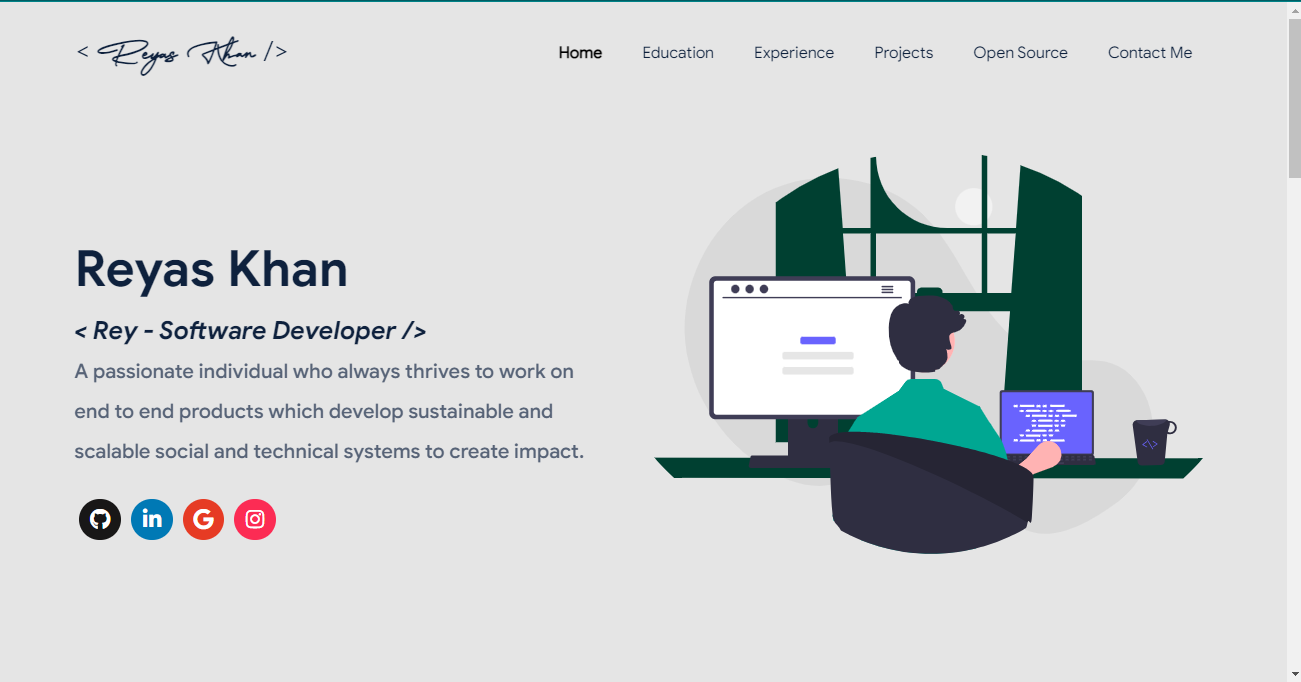 < Reyas Khan />
Home Education Experience Projects Open Source Contact Me
Reyas Khan
< Rey - Software Developer />
A passionate individual who always thrives to work on
end to end products which develop sustainable and
scalable social and technical systems to create impact.
in
G